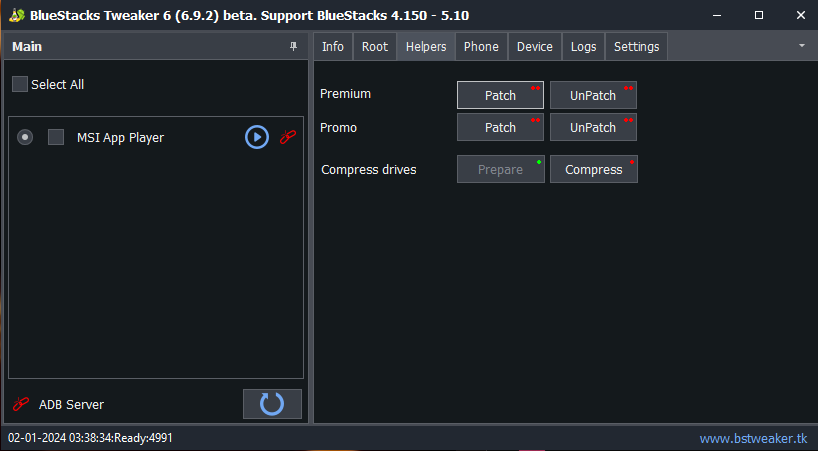 BlueStacks Tweaker 6 (6.9.2) beta. Support BlueStacks 4.150 - 5.10
Main
Info Root Helpers Phone Device Logs Settings
Select All
MSI App Player
Premium Patch UnPatch
Promo Patch UnPatch
Compress drives Prepare Compress
ADB Server
02-01-2024 03:38:34:Ready:4991
www.bstweaker.tk